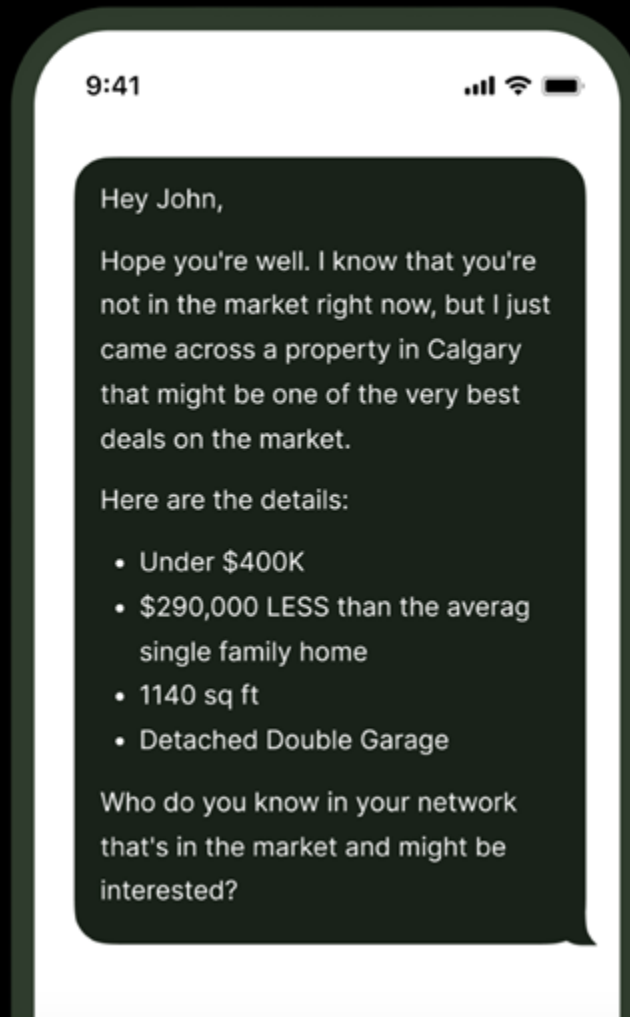 9:41
Hey John,
Hope you're well. I know that you're
not in the market right now, but I just
came across a property in Calgary
that might be one of the very best
deals on the market.
Here are the details:
• Under $400K
• $290,000 LESS than the averag
single family home
• 1140 sq ft
• Detached Double Garage
Who do you know in your network
that's in the market and might be
interested?